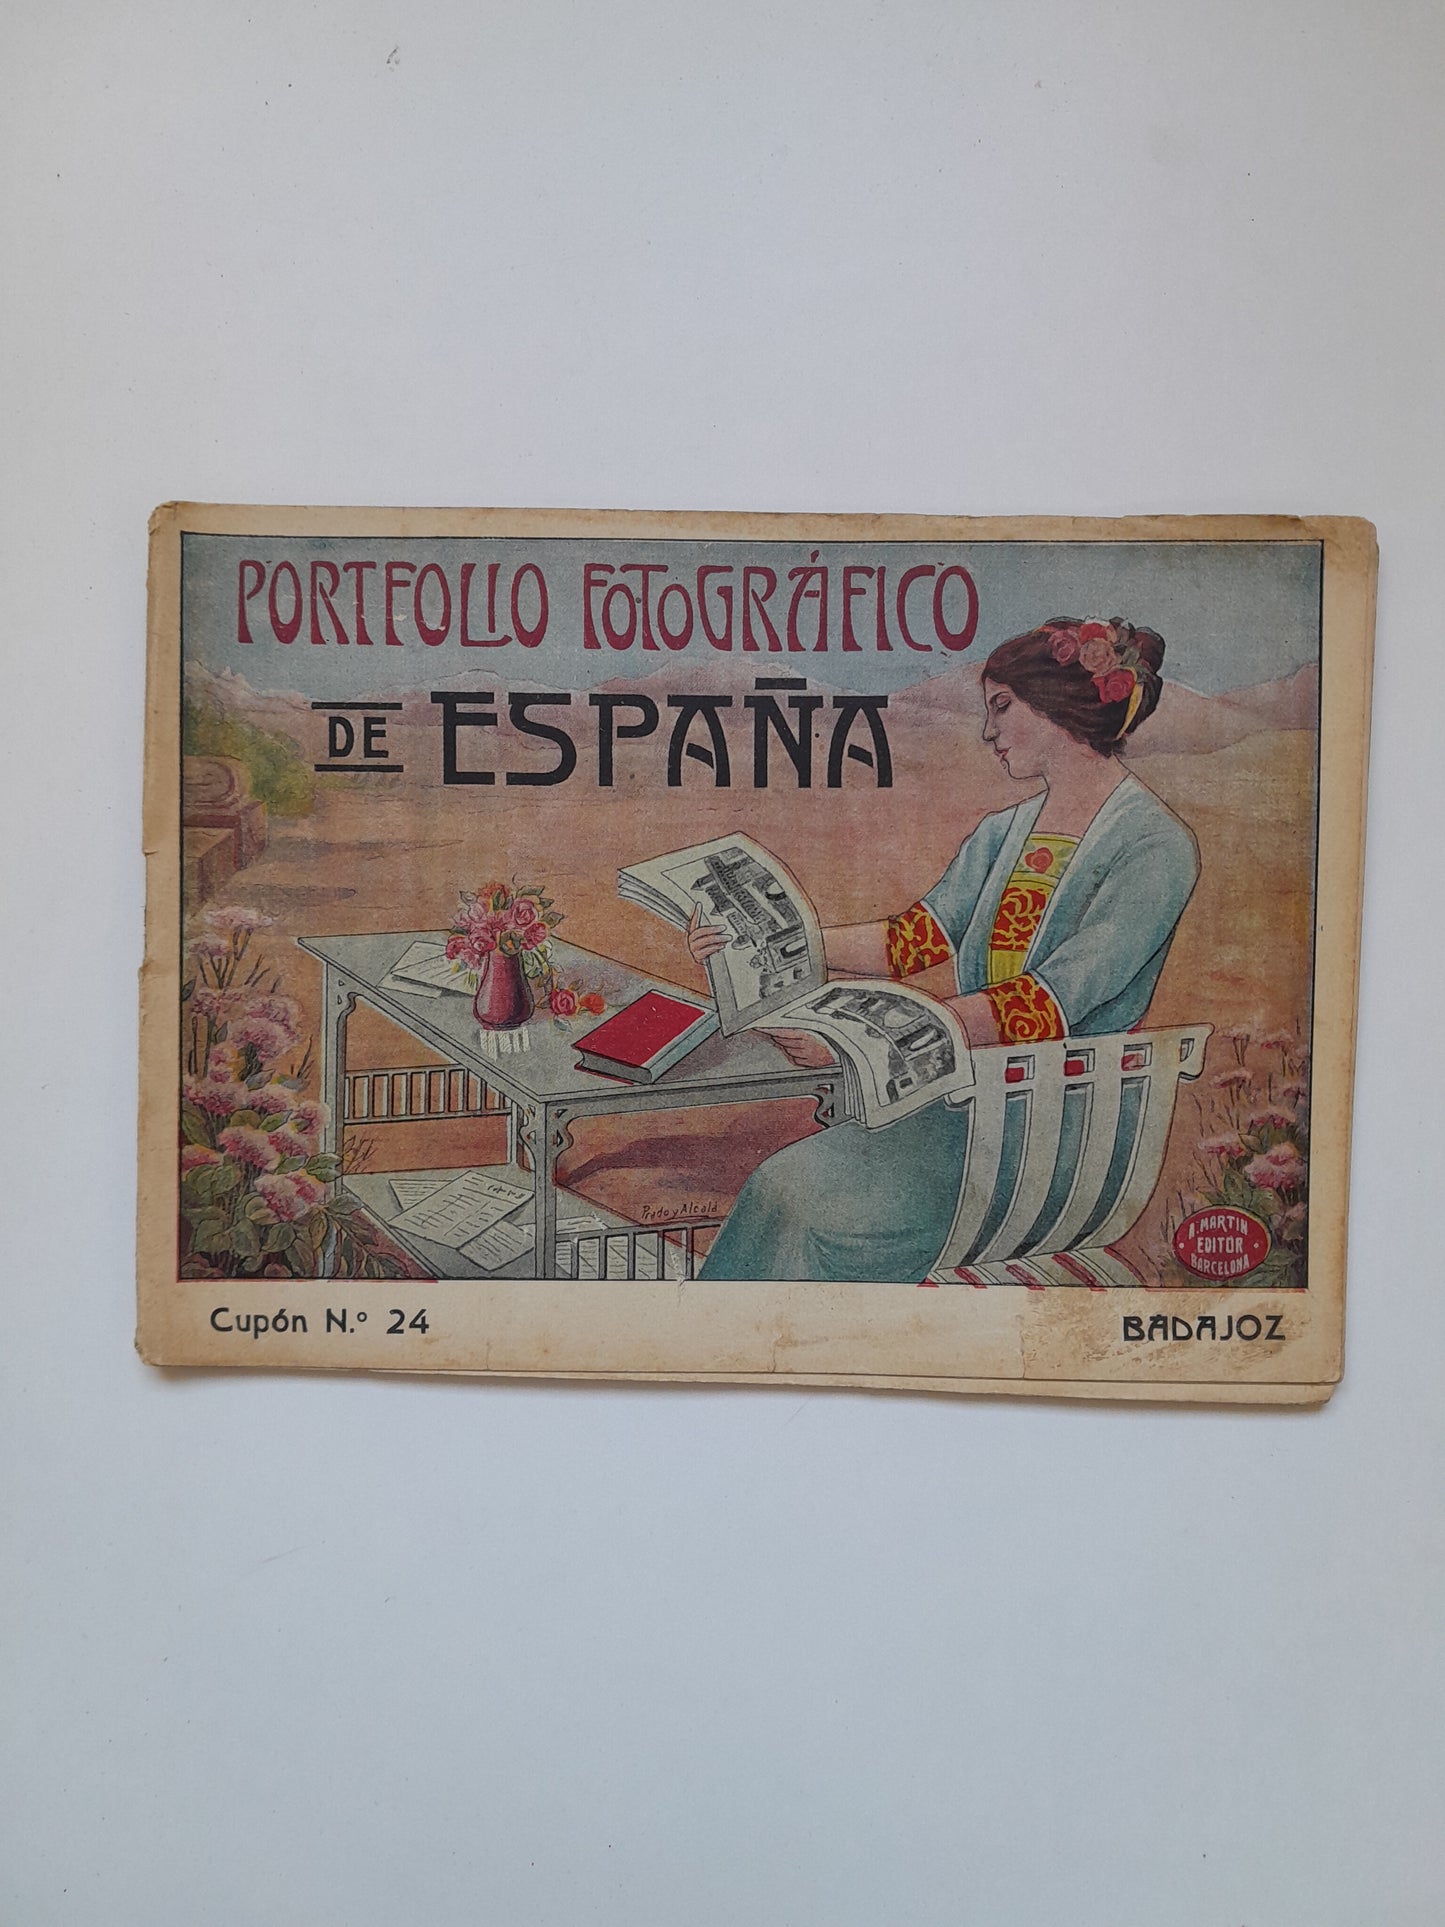 PORTFOLIO FOTOGRÁFICO
DE ESPAÑA
Prado y Alcalá
A. MARTIN
EDITOR
BARCELONA
Cupón N.º 24
BADAJOZ